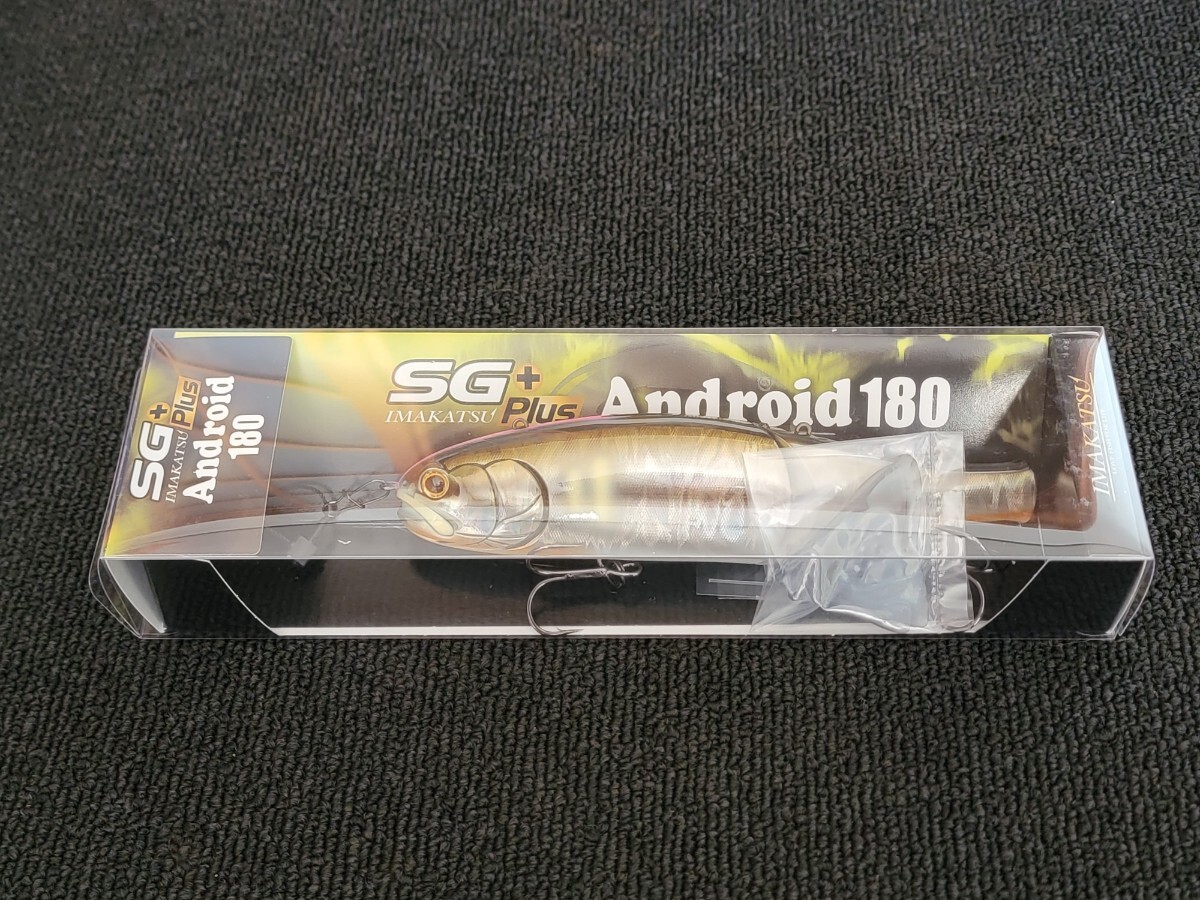 SG+
IMAKATSU Plus
Android
180
SG+
IMAKATSU Plus
Android 180
IMAKATSU